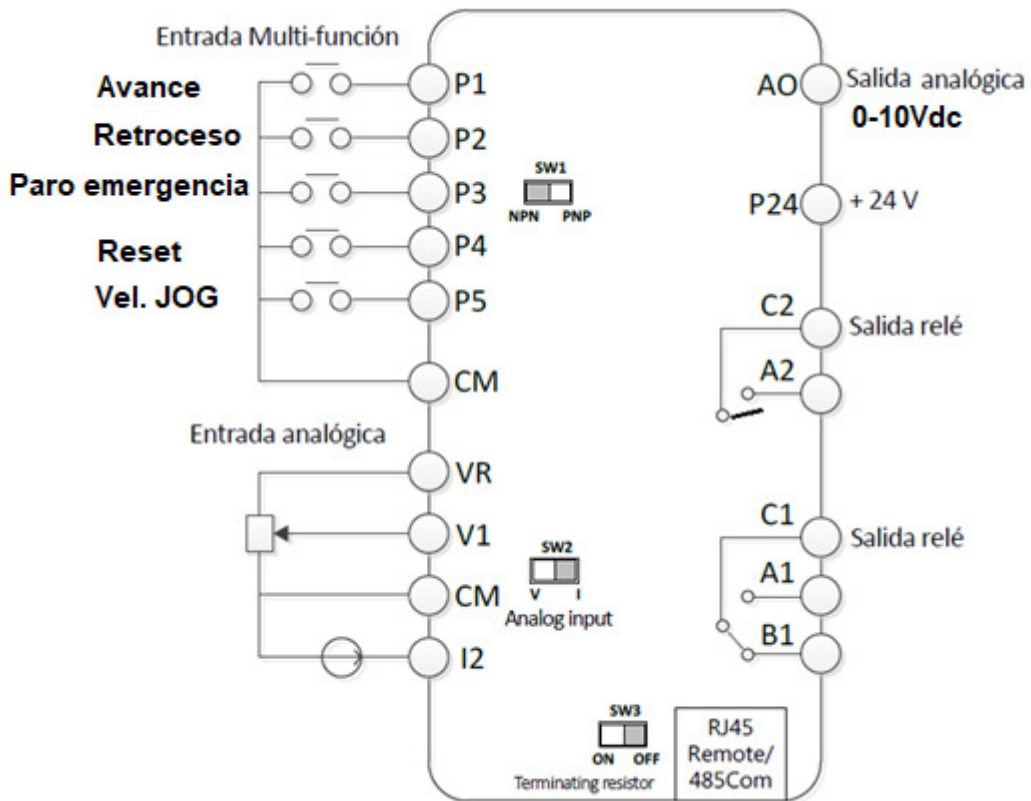 Entrada Multi-función
Avance
P1
Retroceso
P2
Paro emergencia
P3
Reset
P4
Vel. JOG
P5
CM
Entrada analógica
VR
V1
CM
I2
SW1
NPN PNP
SW2
V I
Analog input
SW3
ON OFF
Terminating resistor
RJ45
Remote/
485Com
AO
Salida analógica
0-10Vdc
P24
+ 24 V
C2
Salida relé
A2
C1
Salida relé
A1
B1